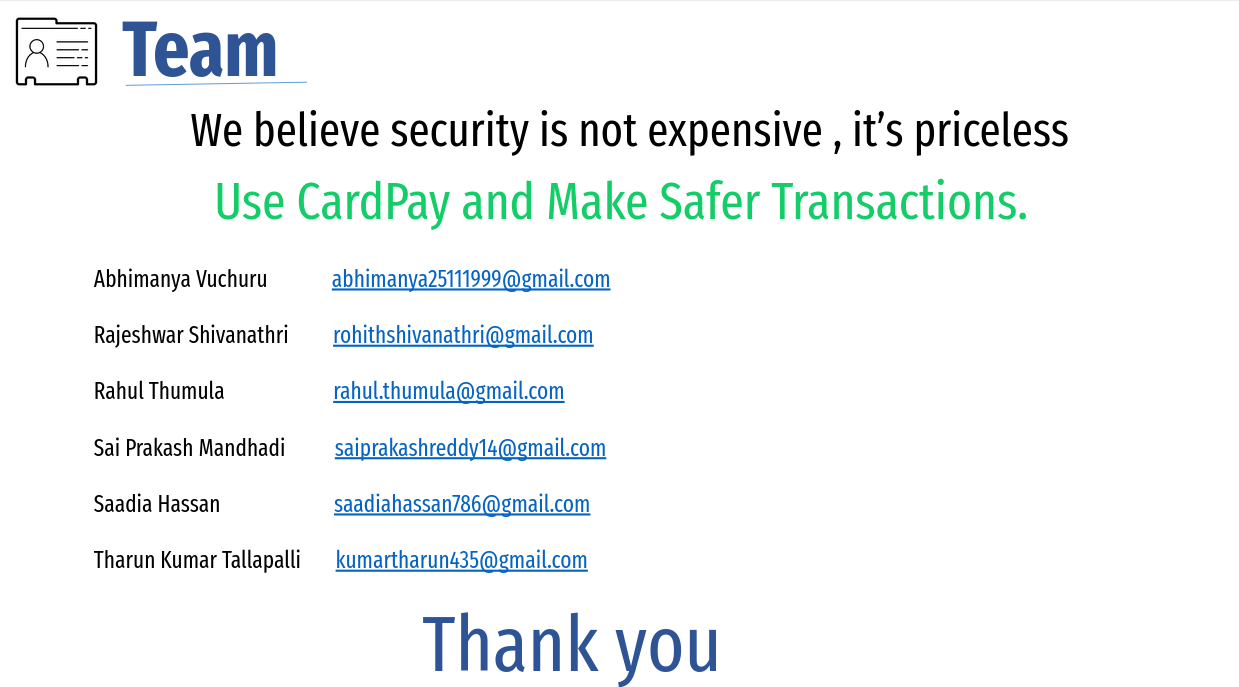 Team
We believe security is not expensive , it’s priceless
Use CardPay and Make Safer Transactions.
Abhimanya Vuchuru abhimanya25111999@gmail.com
Rajeshwar Shivanathri rohithshivanathri@gmail.com
Rahul Thumula rahul.thumula@gmail.com
Sai Prakash Mandhadi saiprakashreddy14@gmail.com
Saadia Hassan saadiahassan786@gmail.com
Tharun Kumar Tallapalli kumartharun435@gmail.com
Thank you